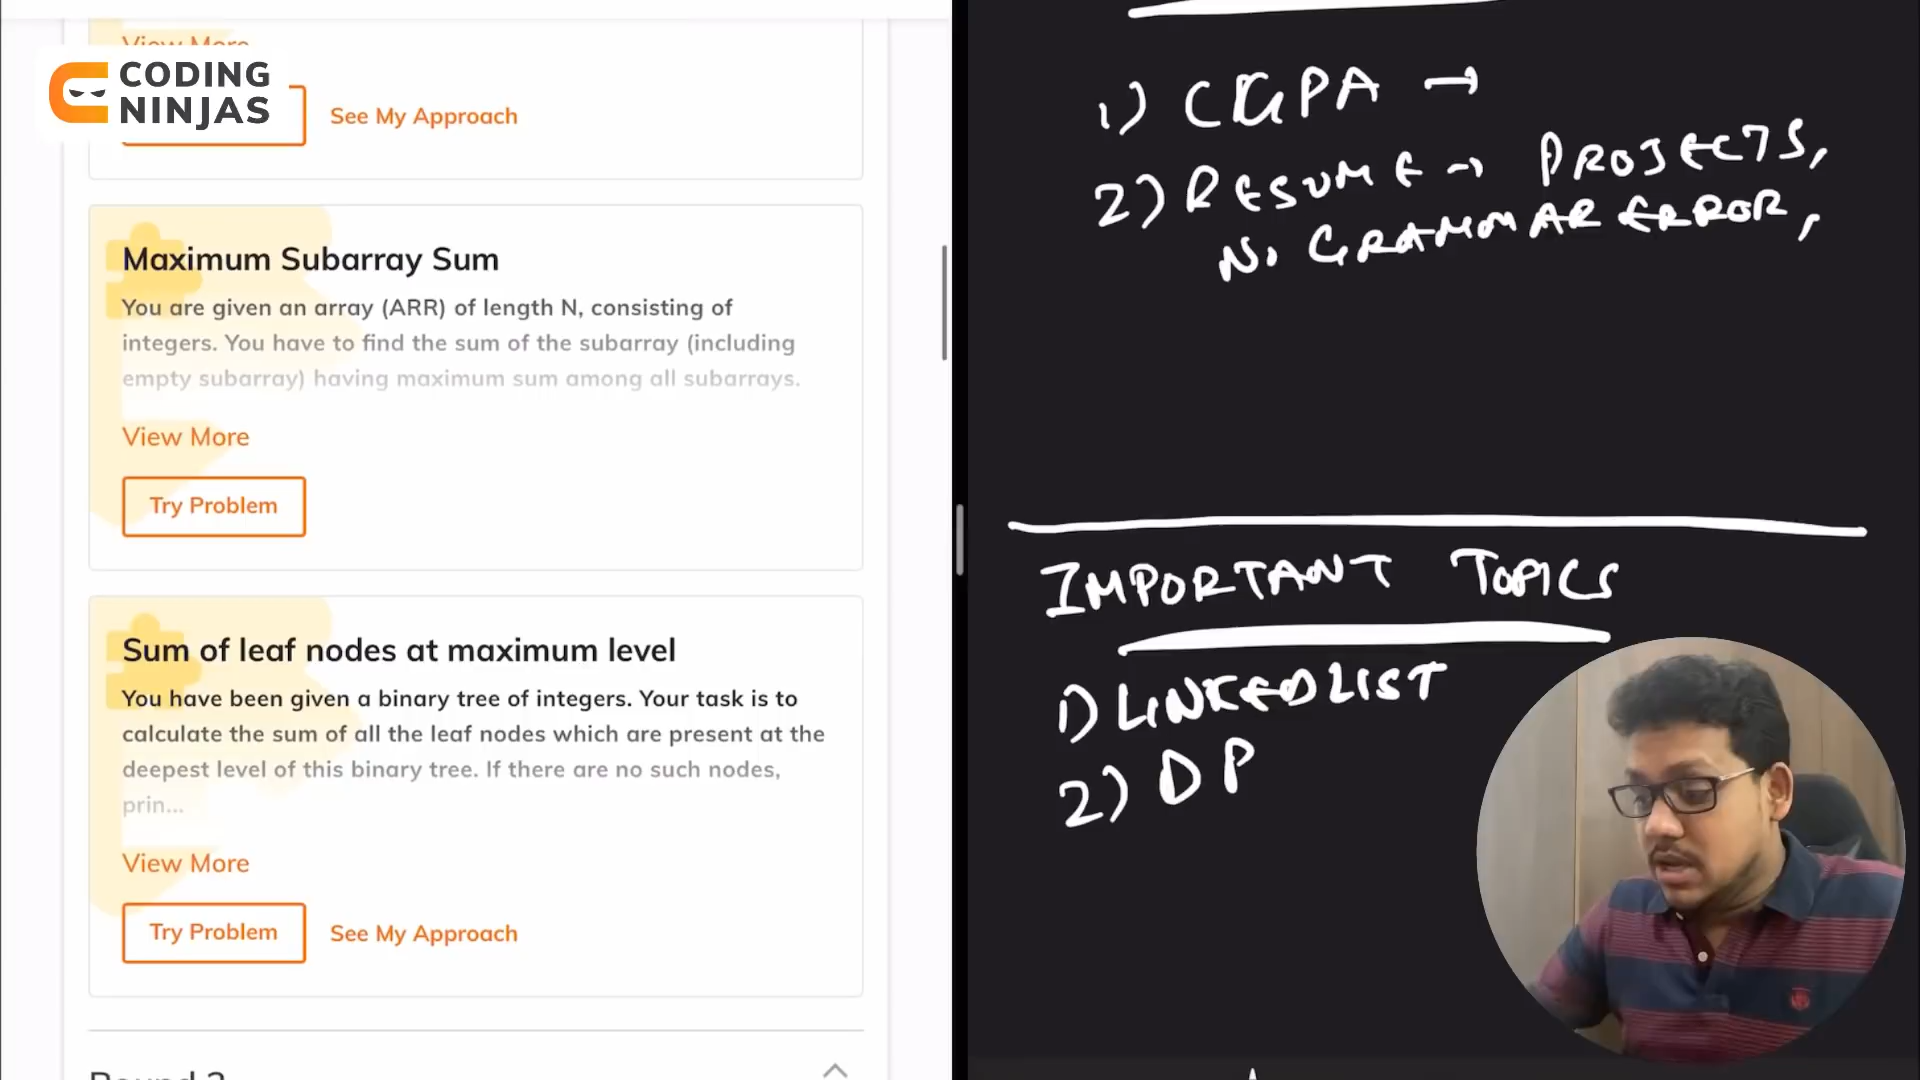 View More
CODING
NINJAS
See My Approach
Maximum Subarray Sum
You are given an array (ARR) of length N, consisting of
integers. You have to find the sum of the subarray (including
empty subarray) having maximum sum among all subarrays.
View More
Try Problem
Sum of leaf nodes at maximum level
You have been given a binary tree of integers. Your task is to
calculate the sum of all the leaf nodes which are present at the
deepest level of this binary tree. If there are no such nodes,
prin...
View More
Try Problem
See My Approach
1) CGPA →
2) RESUME → PROJECTS,
No GRAMMAR ERROR,
IMPORTANT TOPICS
1) LINKEDLIST
2) DP